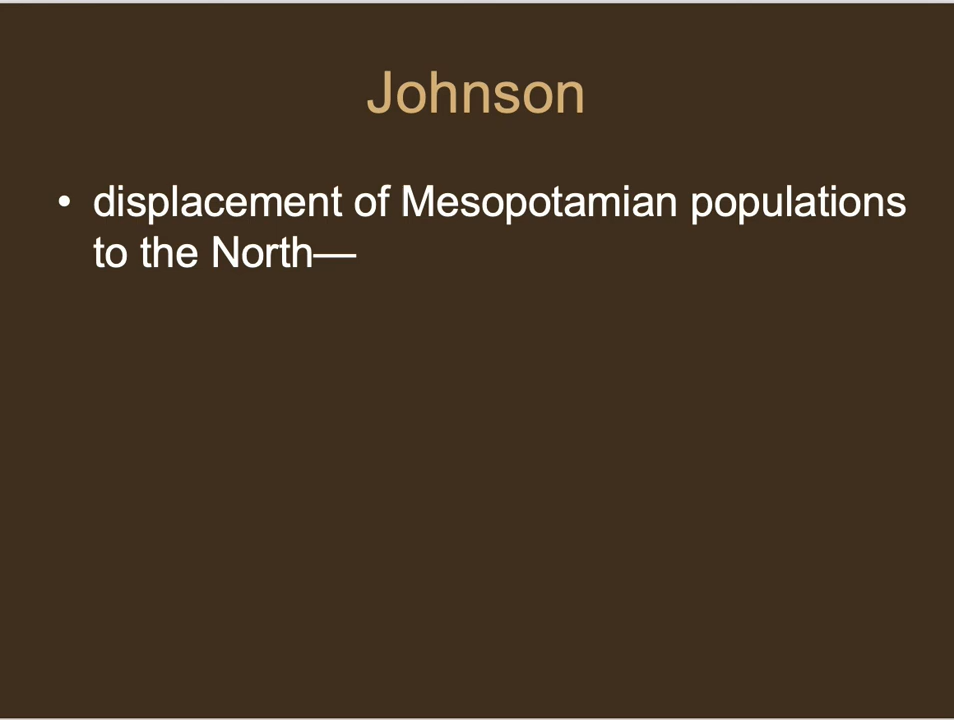 Johnson
• displacement of Mesopotamian populations
to the North—